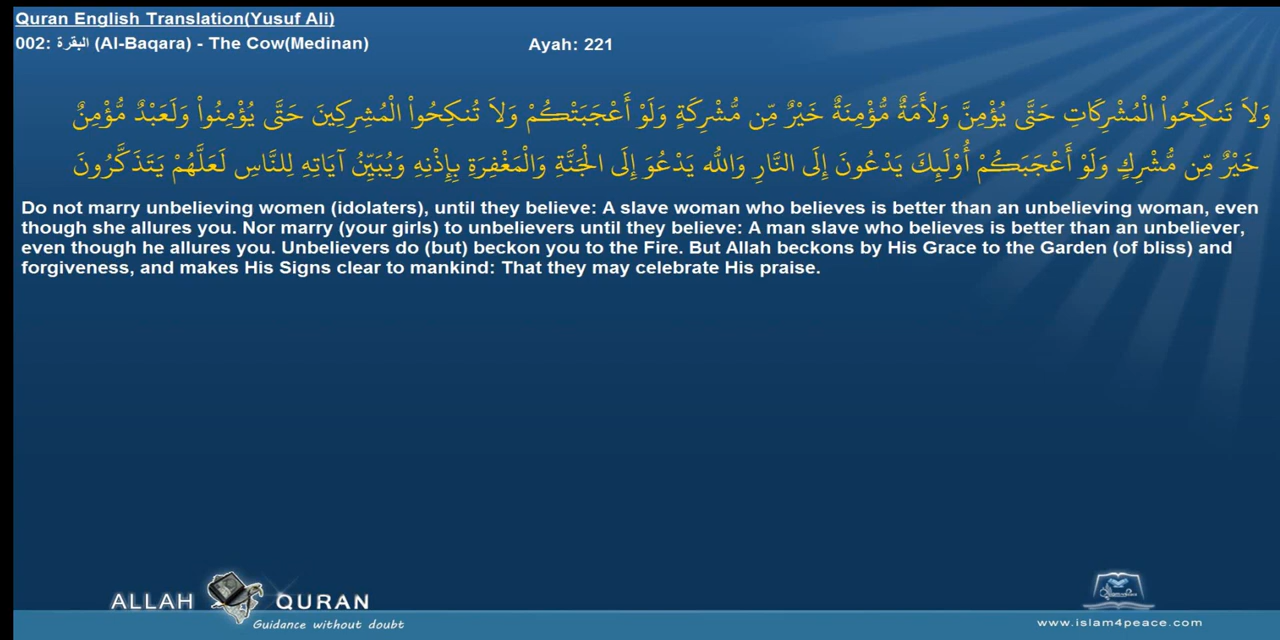 Quran English Translation(Yusuf Ali)
002: البقرة (Al-Baqara) - The Cow(Medinan)
Ayah: 221
وَلاَ تَنكِحُواْ الْمُشْرِكَاتِ حَتَّى يُؤْمِنَّ وَلأَمَةٌ مُّؤْمِنَةٌ خَيْرٌ مِّن مُّشْرِكَةٍ وَلَوْ أَعْجَبَتْكُمْ وَلاَ تُنكِحُواْ الْمُشِرِكِينَ حَتَّى يُؤْمِنُواْ وَلَعَبْدٌ مُّؤْمِنٌ
خَيْرٌ مِّن مُّشْرِكٍ وَلَوْ أَعْجَبَكُمْ أُوْلَـئِكَ يَدْعُونَ إِلَى النَّارِ وَاللّه يَدْعُوَ إِلَى الْجَنَّةِ وَالْمَغْفِرَةِ بِإِذْنِهِ وَيُبَيِّنُ آيَاتِهِ لِلنَّاسِ لَعَلَّهُمْ يَتَذَكَّرُونَ
Do not marry unbelieving women (idolaters), until they believe: A slave woman who believes is better than an unbelieving woman, even
though she allures you. Nor marry (your girls) to unbelievers until they believe: A man slave who believes is better than an unbeliever,
even though he allures you. Unbelievers do (but) beckon you to the Fire. But Allah beckons by His Grace to the Garden (of bliss) and
forgiveness, and makes His Signs clear to mankind: That they may celebrate His praise.
ALLAH QURAN
Guidance without doubt
www.islam4peace.com